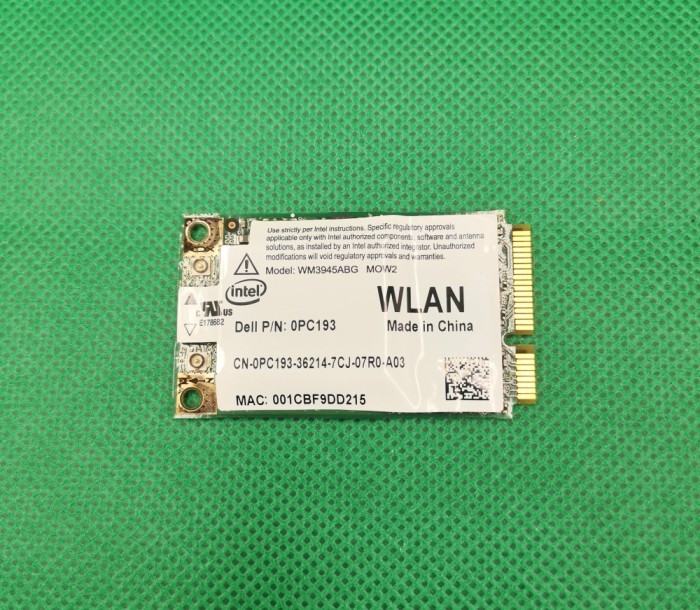 Use strictly per Intel instructions. Specific regulatory approvals
applicable only with Intel authorized components, software and antenna
solutions, as installed by an Intel authorized integrator. Unauthorized
modifications will void regulatory approvals and warranties.
Model: WM3945ABG MOW2
intel
WLAN
Dell P/N: 0PC193
Made in China
c US
E178682
CN-0PC193-36214-7CJ-07R0-A03
MAC: 001CBF9DD215